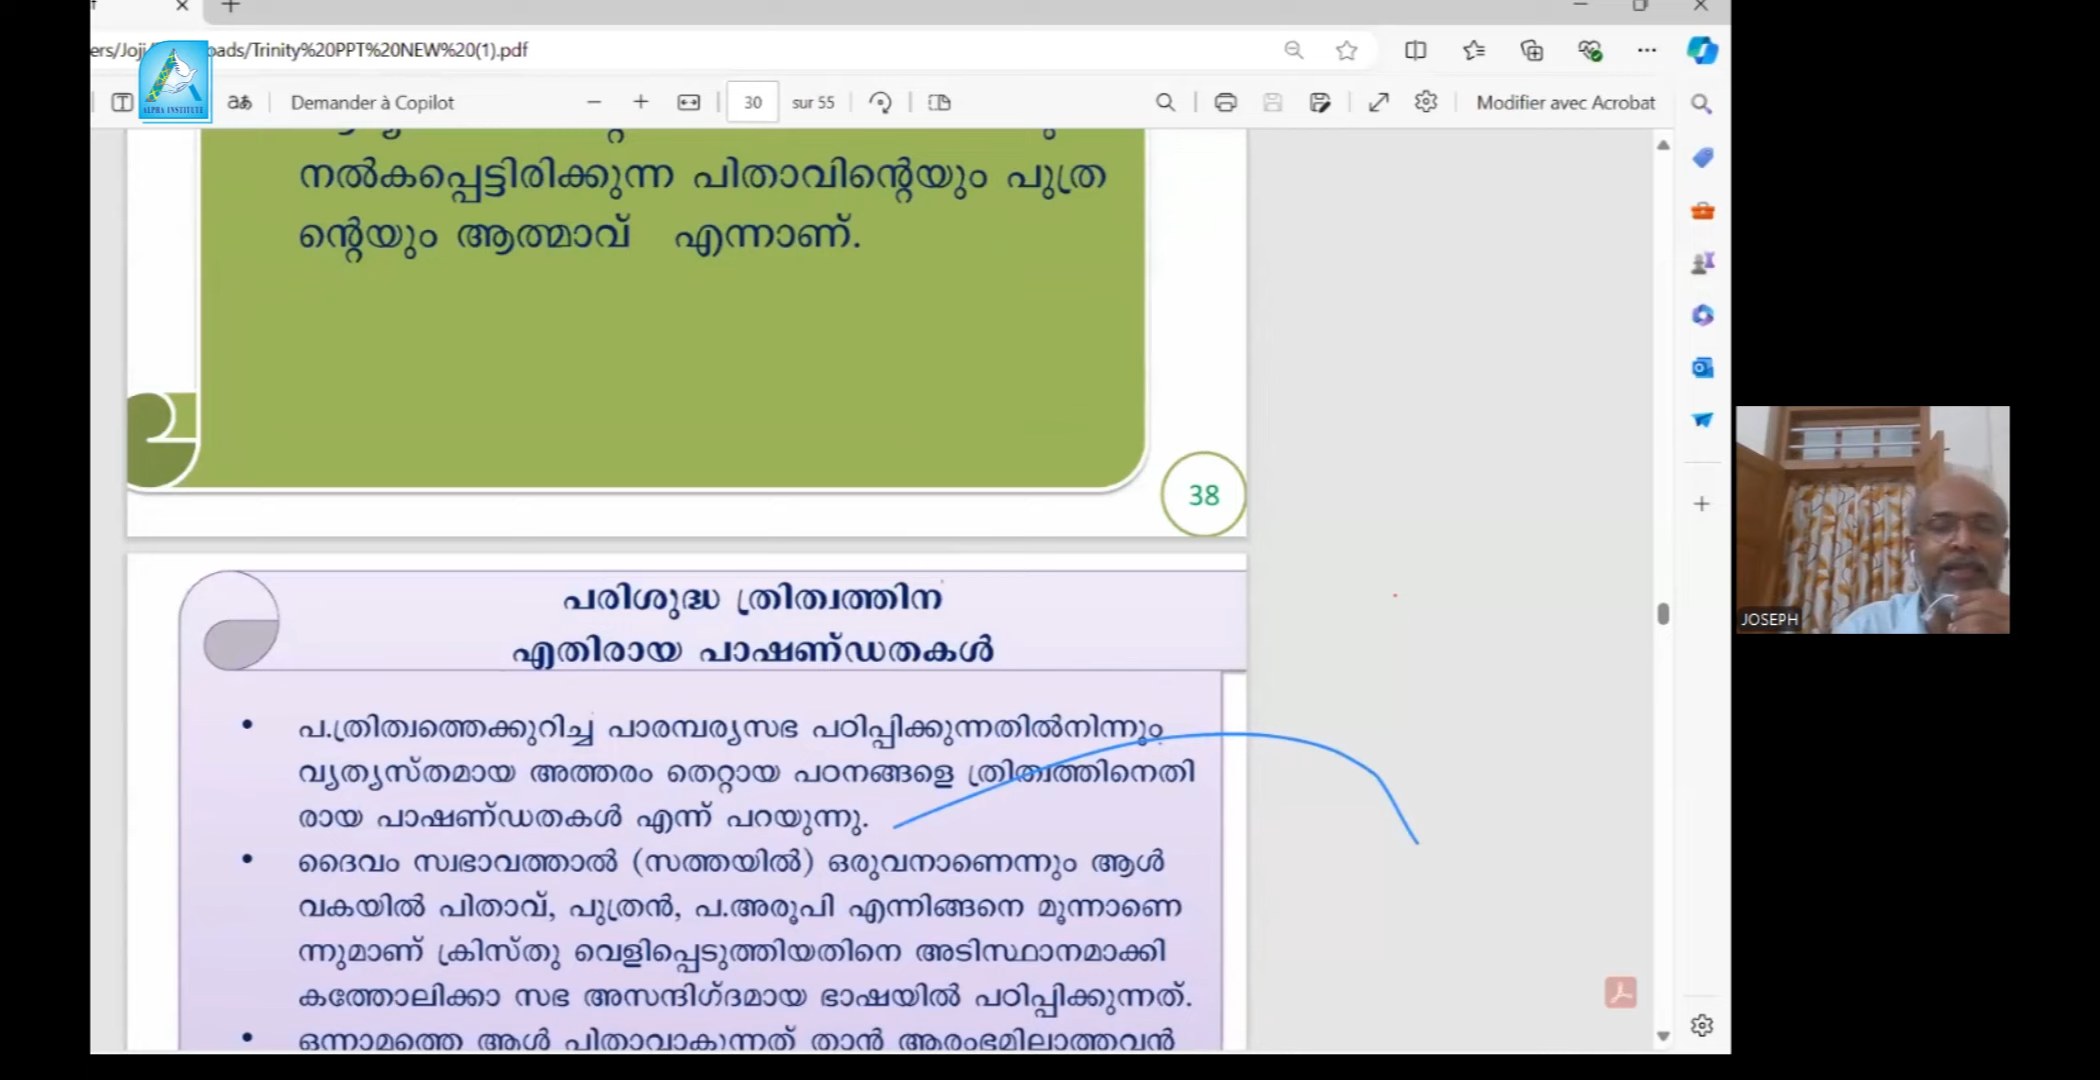 ers/Joji/ oads/Trinity%20PPT%20NEW%20(1).pdf
ALPHA INSTITUTE
Demander à Copilot
30 sur 55
Modifier avec Acrobat
നൽകപ്പെട്ടിരിക്കുന്ന പിതാവിന്റെയും പുത്ര
ന്റെയും ആത്മാവ് എന്നാണ്.
38
പരിശുദ്ധ ത്രിത്വത്തിന
എതിരായ പാഷണ്ഡതകൾ
• പ.ത്രിത്വത്തെക്കുറിച്ച പാരമ്പര്യസഭ പഠിപ്പിക്കുന്നതിൽനിന്നും
വ്യത്യസ്തമായ അത്തരം തെറ്റായ പഠനങ്ങളെ ത്രിത്വത്തിനെതി
രായ പാഷണ്ഡതകൾ എന്ന് പറയുന്നു.
• ദൈവം സ്വഭാവത്താൽ (സത്തയിൽ) ഒരുവനാണെന്നും ആൾ
വകയിൽ പിതാവ്, പുത്രൻ, പ.അരൂപി എന്നിങ്ങനെ മൂന്നാണെ
ന്നുമാണ് ക്രിസ്തു വെളിപ്പെടുത്തിയതിനെ അടിസ്ഥാനമാക്കി
കത്തോലിക്കാ സഭ അസന്ദിഗ്ദമായ ഭാഷയിൽ പഠിപ്പിക്കുന്നത്.
• ഒന്നാമത്തെ ആൾ പിതാവാകുന്നത് താൻ ആരംഭമില്ലാത്തവൻ
JOSEPH